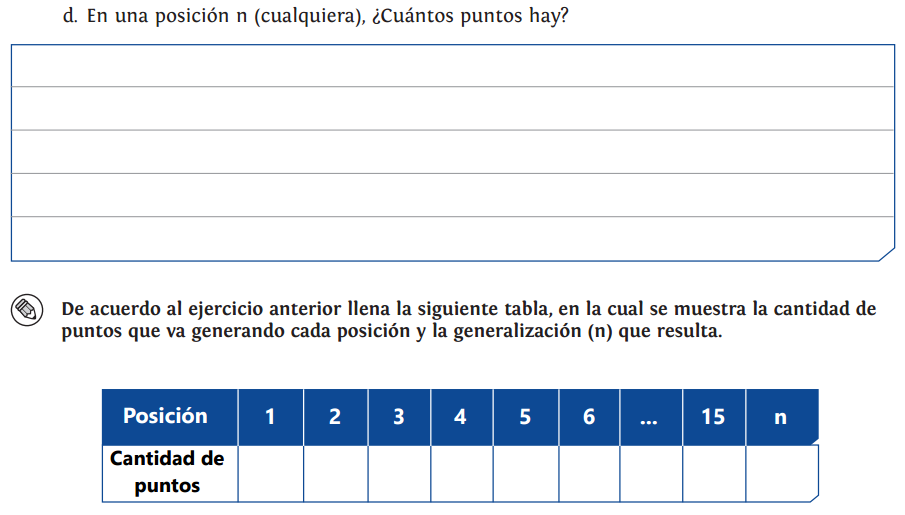 d. En una posición n (cualquiera), ¿Cuántos puntos hay?
De acuerdo al ejercicio anterior llena la siguiente tabla, en la cual se muestra la cantidad de
puntos que va generando cada posición y la generalización (n) que resulta.
Posición 1 2 3 4 5 6 ... 15 n
Cantidad de
puntos